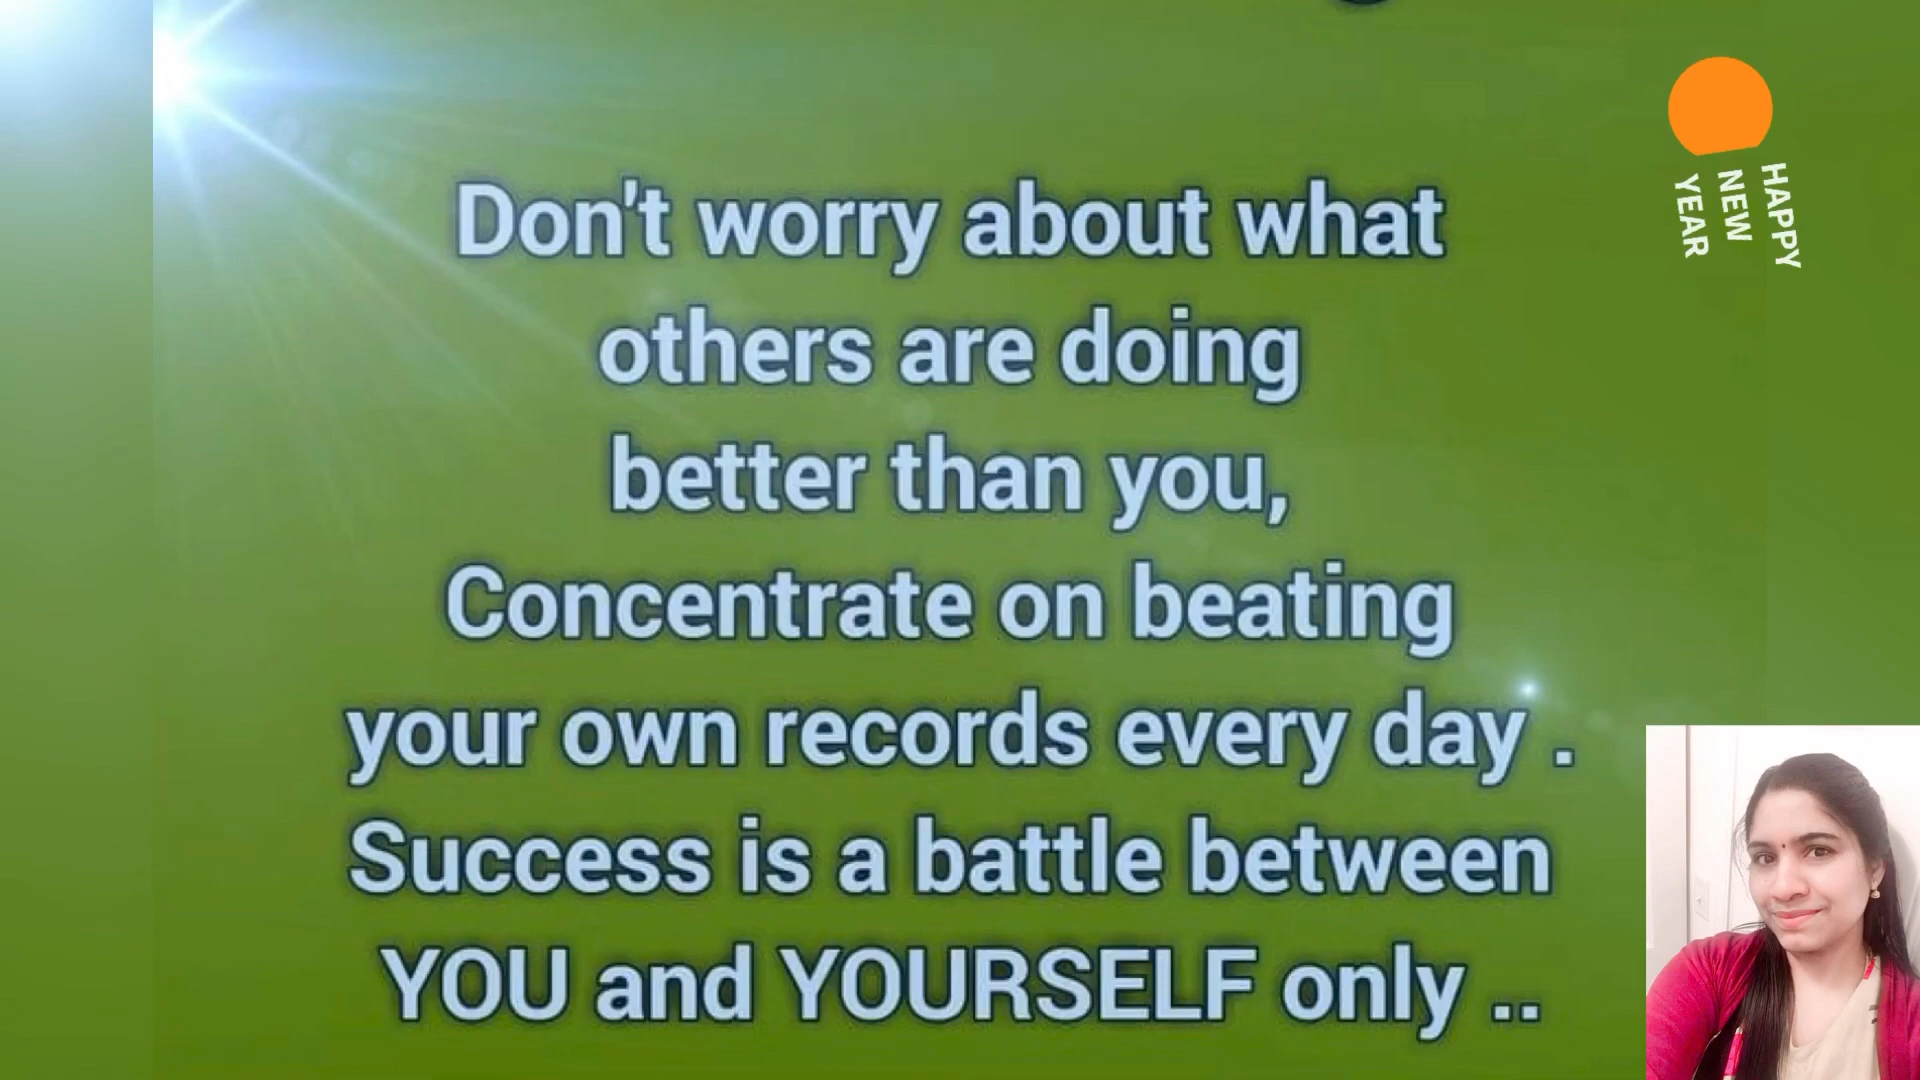 Don't worry about what
others are doing
better than you,
Concentrate on beating
your own records every day .
Success is a battle between
YOU and YOURSELF only ..
HAPPY
NEW
YEAR